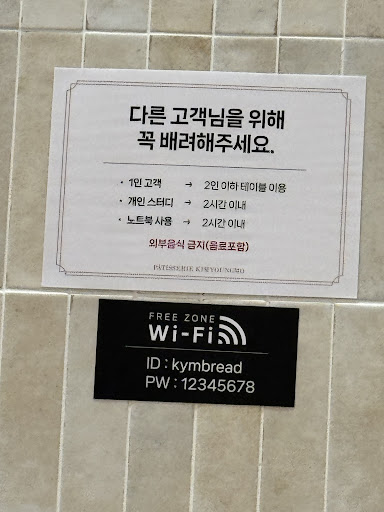 다른 고객님을 위해
꼭 배려해주세요.
• 1인 고객 → 2인 이하 테이블 이용
• 개인 스터디 → 2시간 이내
• 노트북 사용 → 2시간 이내
외부음식 금지(음료포함)
PATISSERIE KIM YOUNG MO
FREE ZONE
Wi-Fi
ID : kymbread
PW : 12345678